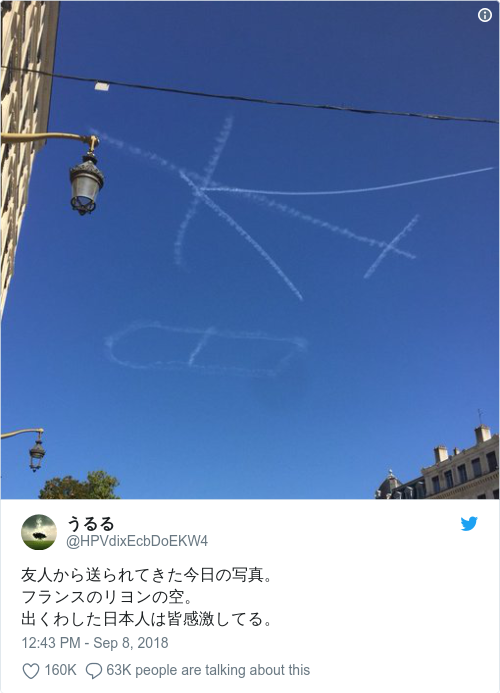 日本
うるる
@HPVdixEcbDoEKW4
友人から送られてきた今日の写真。
フランスのリヨンの空。
出くわした日本人は皆感激してる。
12:43 PM - Sep 8, 2018
160K 63K people are talking about this